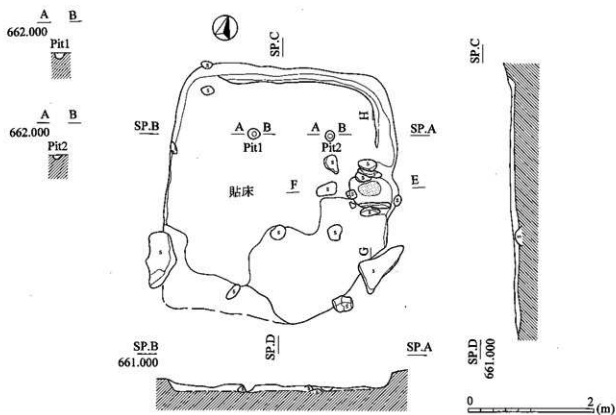 A B
662.000
Pit1
A B
662.000
Pit2
SP.C
SP.B
A B
Pit1
A B
Pit2
H
SP.A
貼床
F
E
G
SP.D
SP.B
661.000
SP.A
SP.C
SP.D
661.000
0 2
(m)